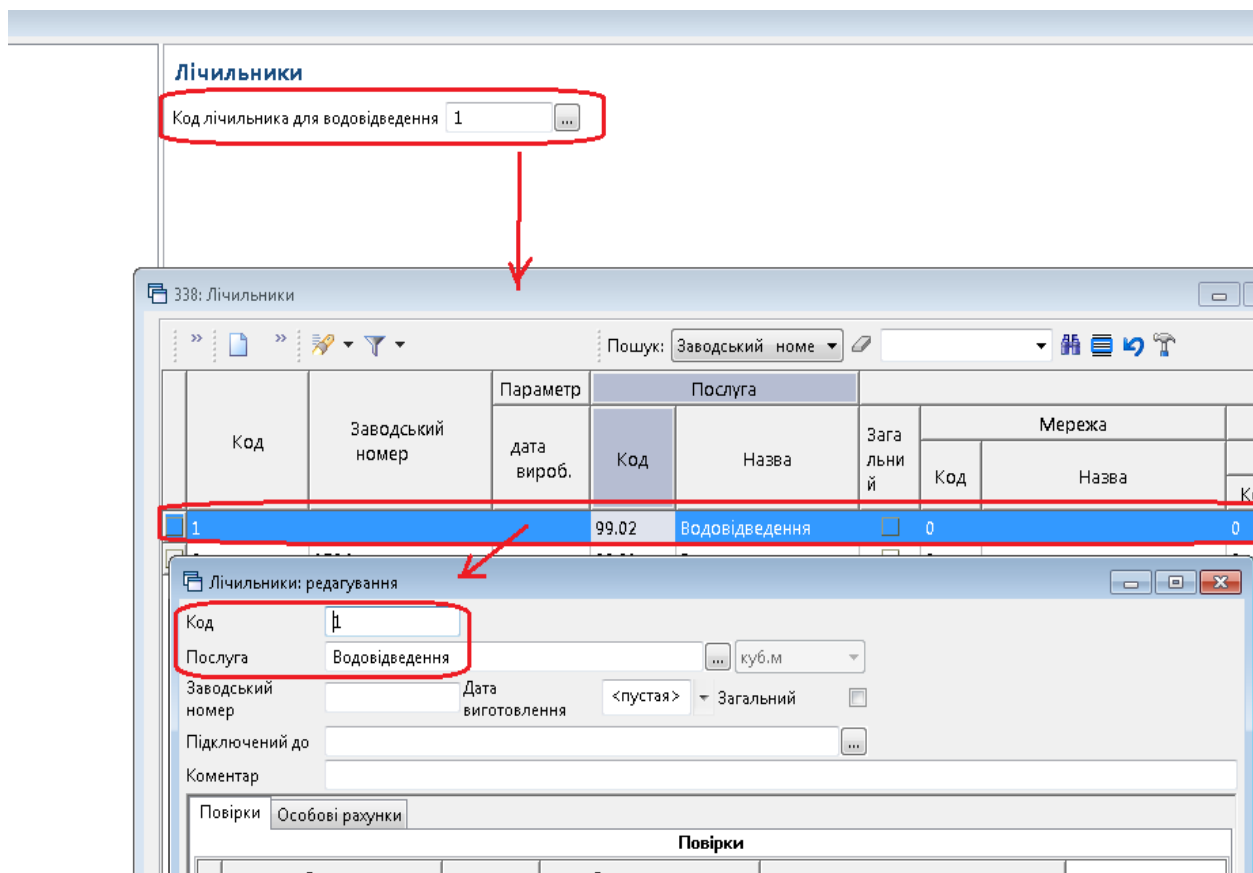 Лічильники
Код лічильника для водовідведення 1 ...
338: Лічильники
» » Пошук: Заводський номе
Параметр Послуга
Код Заводський номер дата вироб. Код Назва Загальний Мережа
Код Назва
1 99.02 Водовідведення 0 0
Лічильники: редагування
Код 1
Послуга Водовідведення ... куб.м
Заводський номер Дата виготовлення <пустая> Загальний
Підключений до ...
Коментар
Повірки Особові рахунки
Повірки